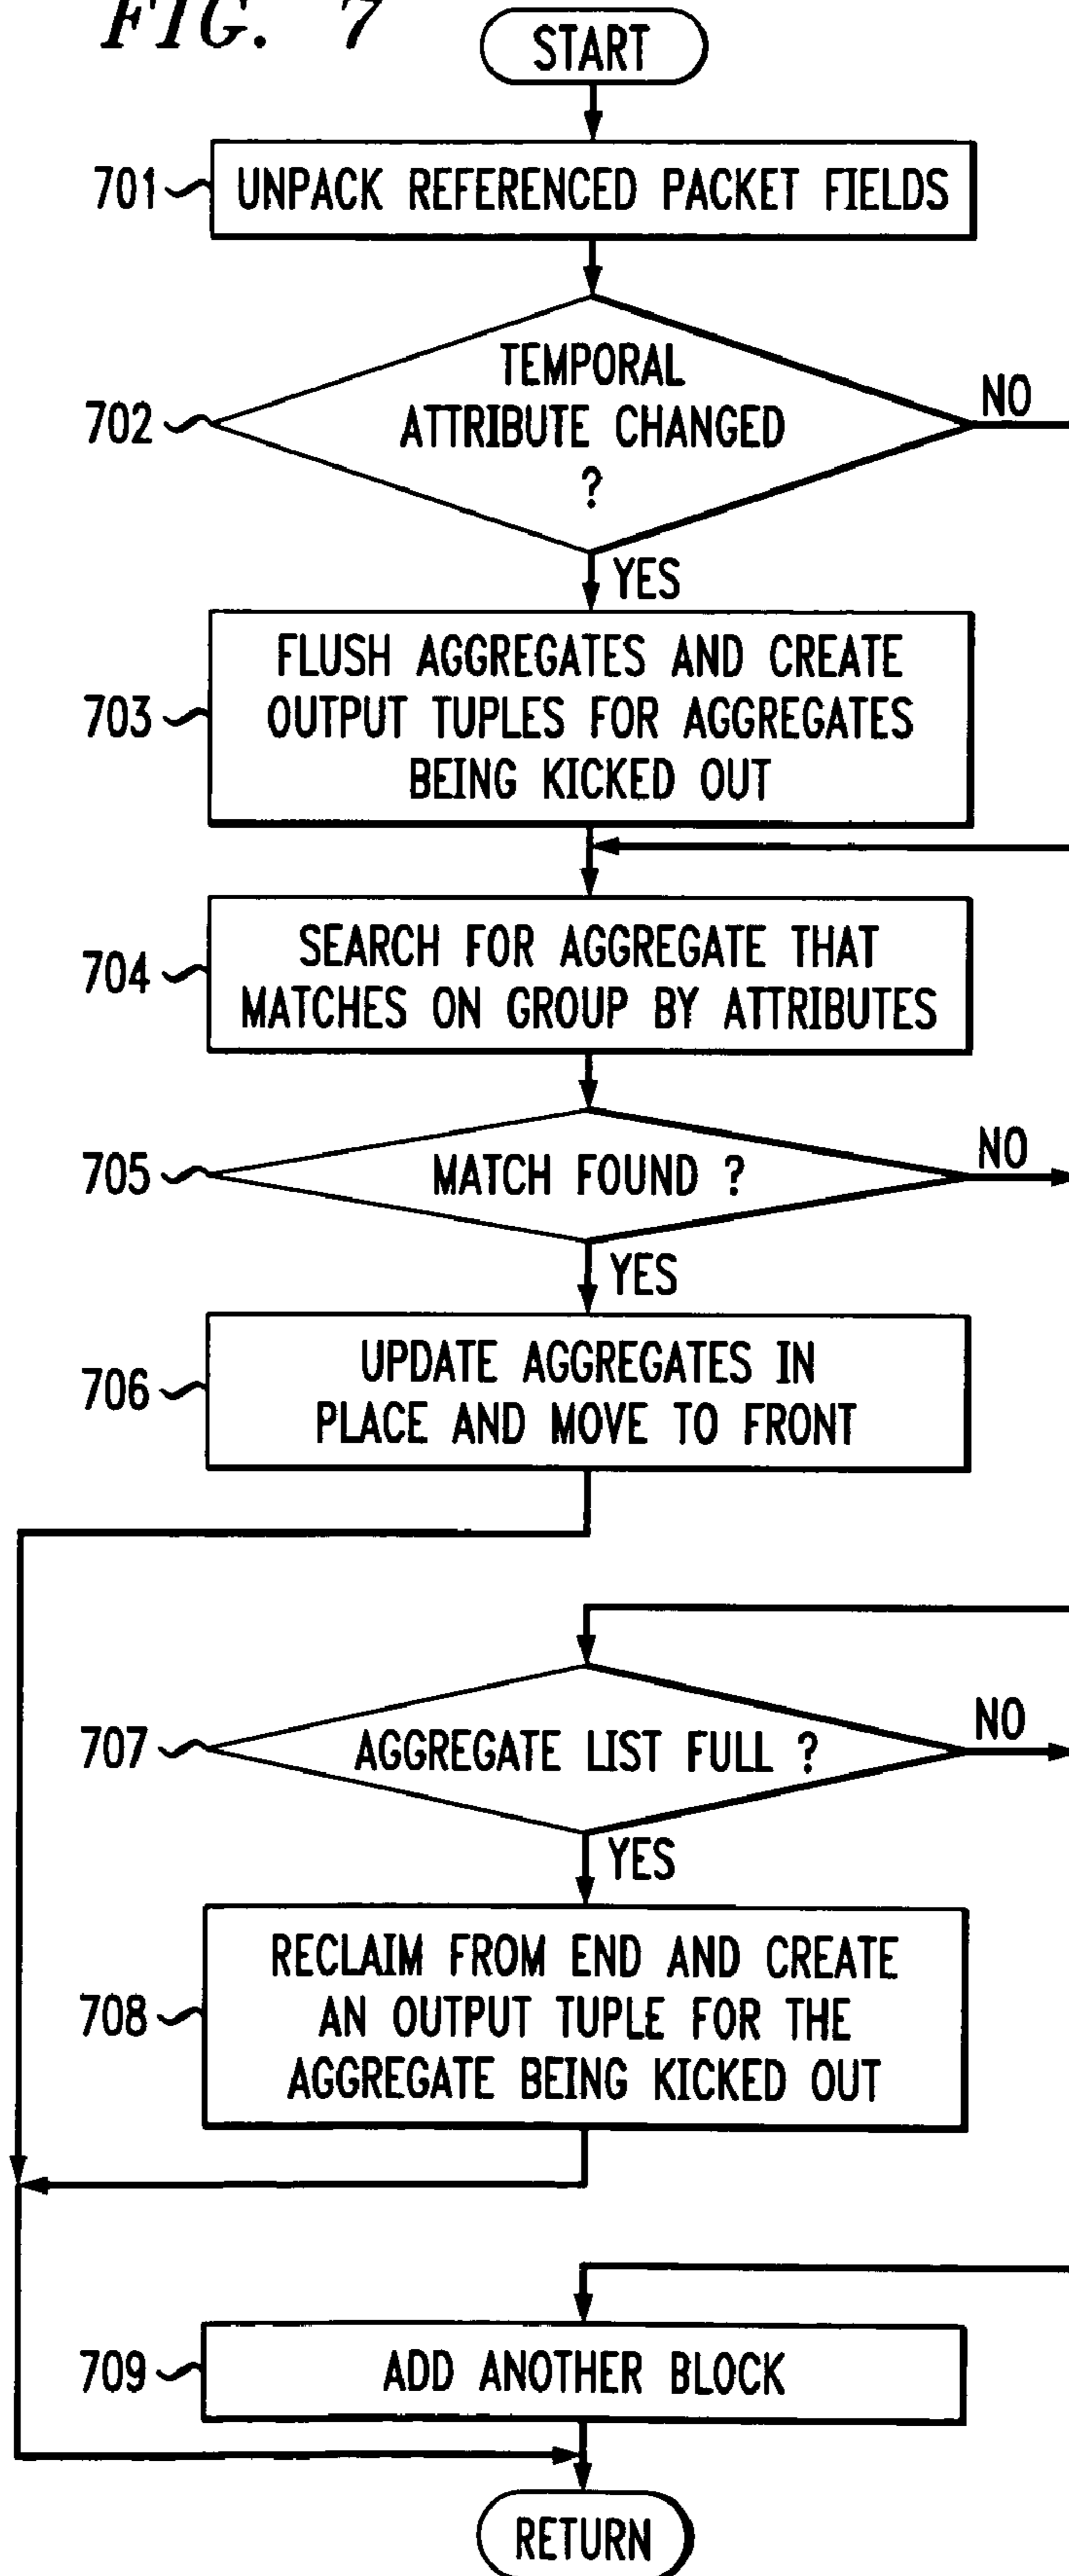 FIG. 7
START
701
UNPACK REFERENCED PACKET FIELDS
702
TEMPORAL
ATTRIBUTE CHANGED
?
NO
YES
703
FLUSH AGGREGATES AND CREATE
OUTPUT TUPLES FOR AGGREGATES
BEING KICKED OUT
704
SEARCH FOR AGGREGATE THAT
MATCHES ON GROUP BY ATTRIBUTES
705
MATCH FOUND ?
NO
YES
706
UPDATE AGGREGATES IN
PLACE AND MOVE TO FRONT
707
AGGREGATE LIST FULL ?
NO
YES
708
RECLAIM FROM END AND CREATE
AN OUTPUT TUPLE FOR THE
AGGREGATE BEING KICKED OUT
709
ADD ANOTHER BLOCK
RETURN